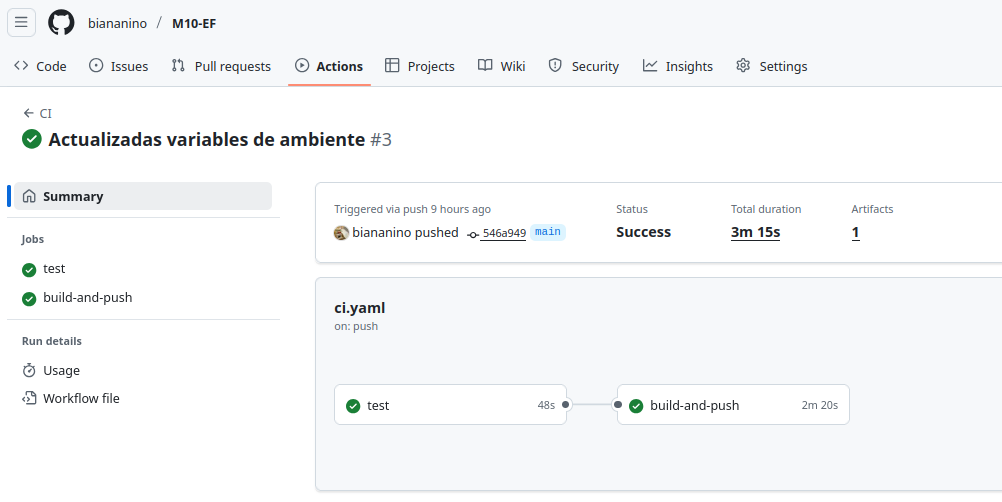 biananino / M10-EF
Code Issues Pull requests Actions Projects Wiki Security Insights Settings
← CI
Actualizadas variables de ambiente #3
Summary
Jobs
test
build-and-push
Run details
Usage
Workflow file
Triggered via push 9 hours ago
biananino pushed 546a949 main
Status
Success
Total duration
3m 15s
Artifacts
1
ci.yaml
on: push
test 48s
build-and-push 2m 20s